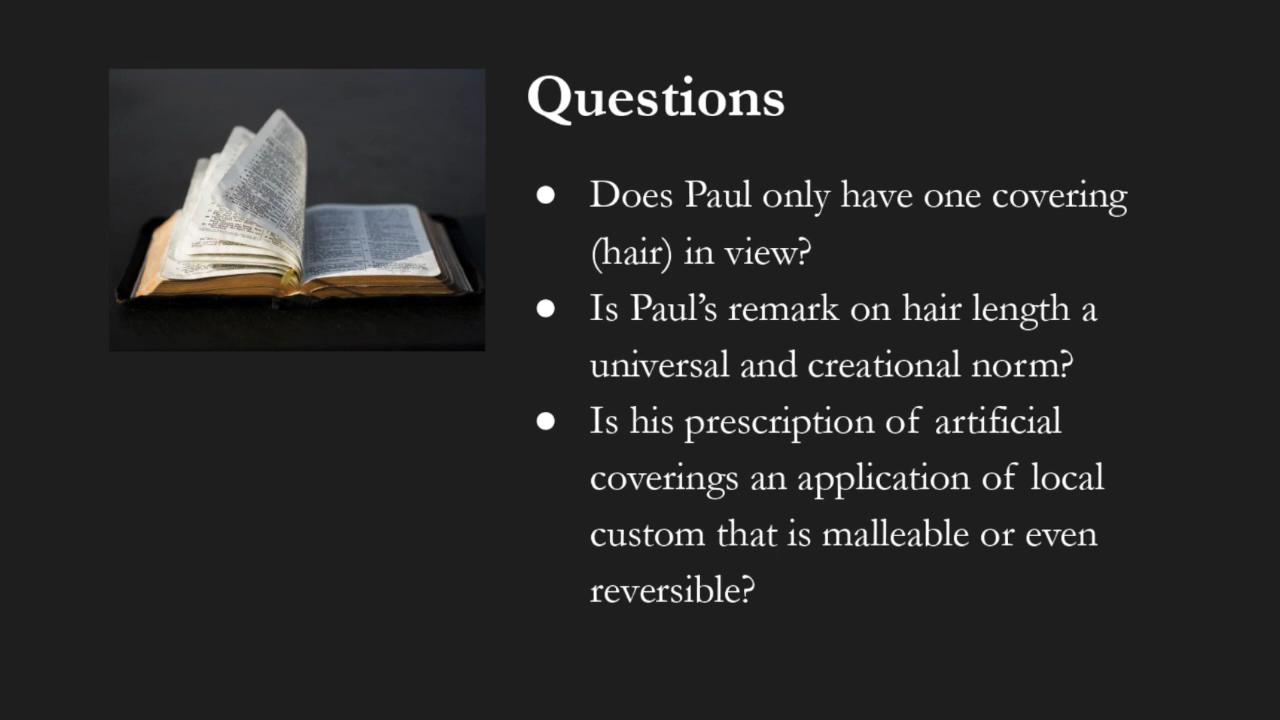 Questions
● Does Paul only have one covering
(hair) in view?
● Is Paul’s remark on hair length a
universal and creational norm?
● Is his prescription of artificial
coverings an application of local
custom that is malleable or even
reversible?